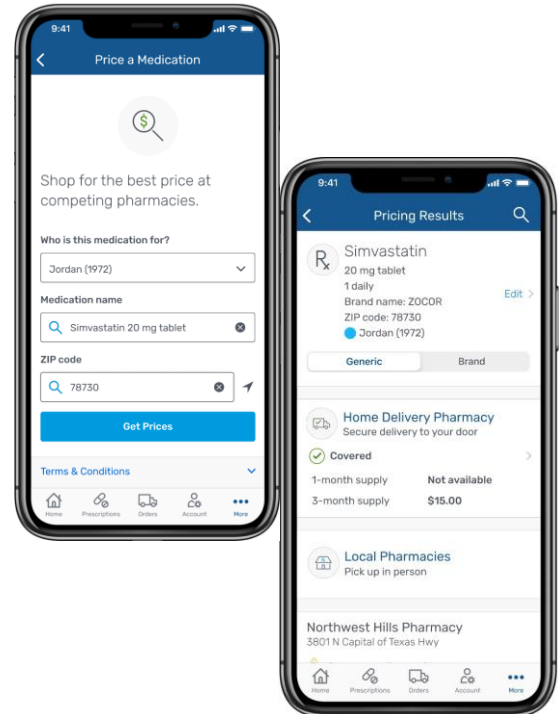 9:41
Price a Medication
$
Shop for the best price at
competing pharmacies.
Who is this medication for?
Jordan (1972)
Medication name
Simvastatin 20 mg tablet
ZIP code
78730
Get Prices
Terms & Conditions
Home Prescriptions Orders Account More
9:41
Pricing Results
Rx
Simvastatin
20 mg tablet
1 daily
Brand name: ZOCOR
ZIP code: 78730
Jordan (1972)
Edit
Generic Brand
Home Delivery Pharmacy
Secure delivery to your door
Covered
1-month supply Not available
3-month supply $15.00
Local Pharmacies
Pick up in person
Northwest Hills Pharmacy
3801 N Capital of Texas Hwy
Home Prescriptions Orders Account More